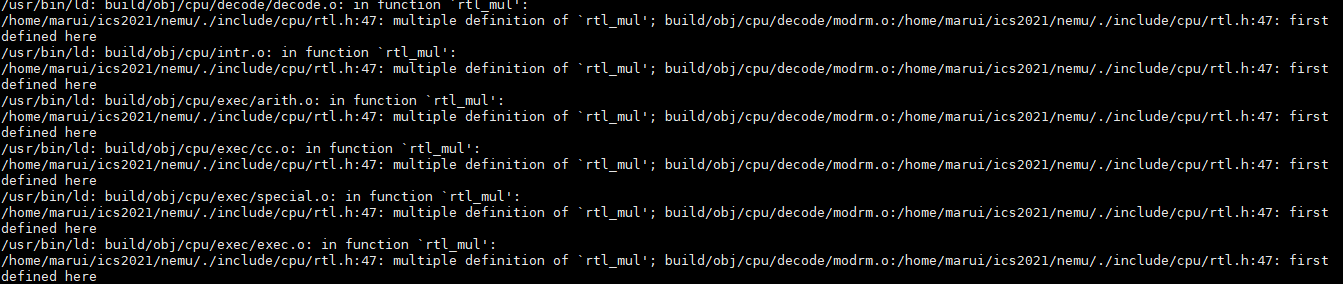 /usr/bin/ld: build/obj/cpu/decode/decode.o: in function `rtl_mul':
/home/marui/ics2021/nemu/./include/cpu/rtl.h:47: multiple definition of `rtl_mul'; build/obj/cpu/decode/modrm.o:/home/marui/ics2021/nemu/./include/cpu/rtl.h:47: first
defined here
/usr/bin/ld: build/obj/cpu/intr.o: in function `rtl_mul':
/home/marui/ics2021/nemu/./include/cpu/rtl.h:47: multiple definition of `rtl_mul'; build/obj/cpu/decode/modrm.o:/home/marui/ics2021/nemu/./include/cpu/rtl.h:47: first
defined here
/usr/bin/ld: build/obj/cpu/exec/arith.o: in function `rtl_mul':
/home/marui/ics2021/nemu/./include/cpu/rtl.h:47: multiple definition of `rtl_mul'; build/obj/cpu/decode/modrm.o:/home/marui/ics2021/nemu/./include/cpu/rtl.h:47: first
defined here
/usr/bin/ld: build/obj/cpu/exec/cc.o: in function `rtl_mul':
/home/marui/ics2021/nemu/./include/cpu/rtl.h:47: multiple definition of `rtl_mul'; build/obj/cpu/decode/modrm.o:/home/marui/ics2021/nemu/./include/cpu/rtl.h:47: first
defined here
/usr/bin/ld: build/obj/cpu/exec/special.o: in function `rtl_mul':
/home/marui/ics2021/nemu/./include/cpu/rtl.h:47: multiple definition of `rtl_mul'; build/obj/cpu/decode/modrm.o:/home/marui/ics2021/nemu/./include/cpu/rtl.h:47: first
defined here
/usr/bin/ld: build/obj/cpu/exec/exec.o: in function `rtl_mul':
/home/marui/ics2021/nemu/./include/cpu/rtl.h:47: multiple definition of `rtl_mul'; build/obj/cpu/decode/modrm.o:/home/marui/ics2021/nemu/./include/cpu/rtl.h:47: first
defined here